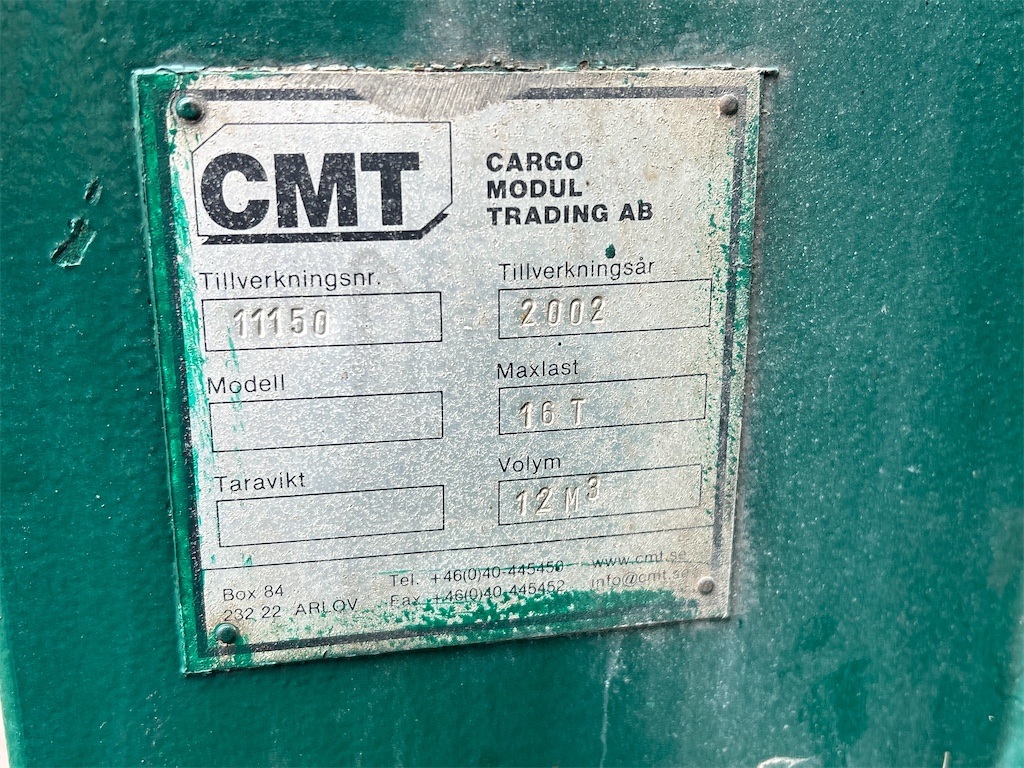 CMT
CARGO
MODUL
TRADING AB
Tillverkningsnr.
11150
Tillverkningsår
2002
Modell
Maxlast
16 T
Taravikt
Volym
12 M³
Box 84
232 22 ARLÖV
Tel. +46(0)40-445450
Fax +46(0)40-445452
www.cmt.se
info@cmt.se